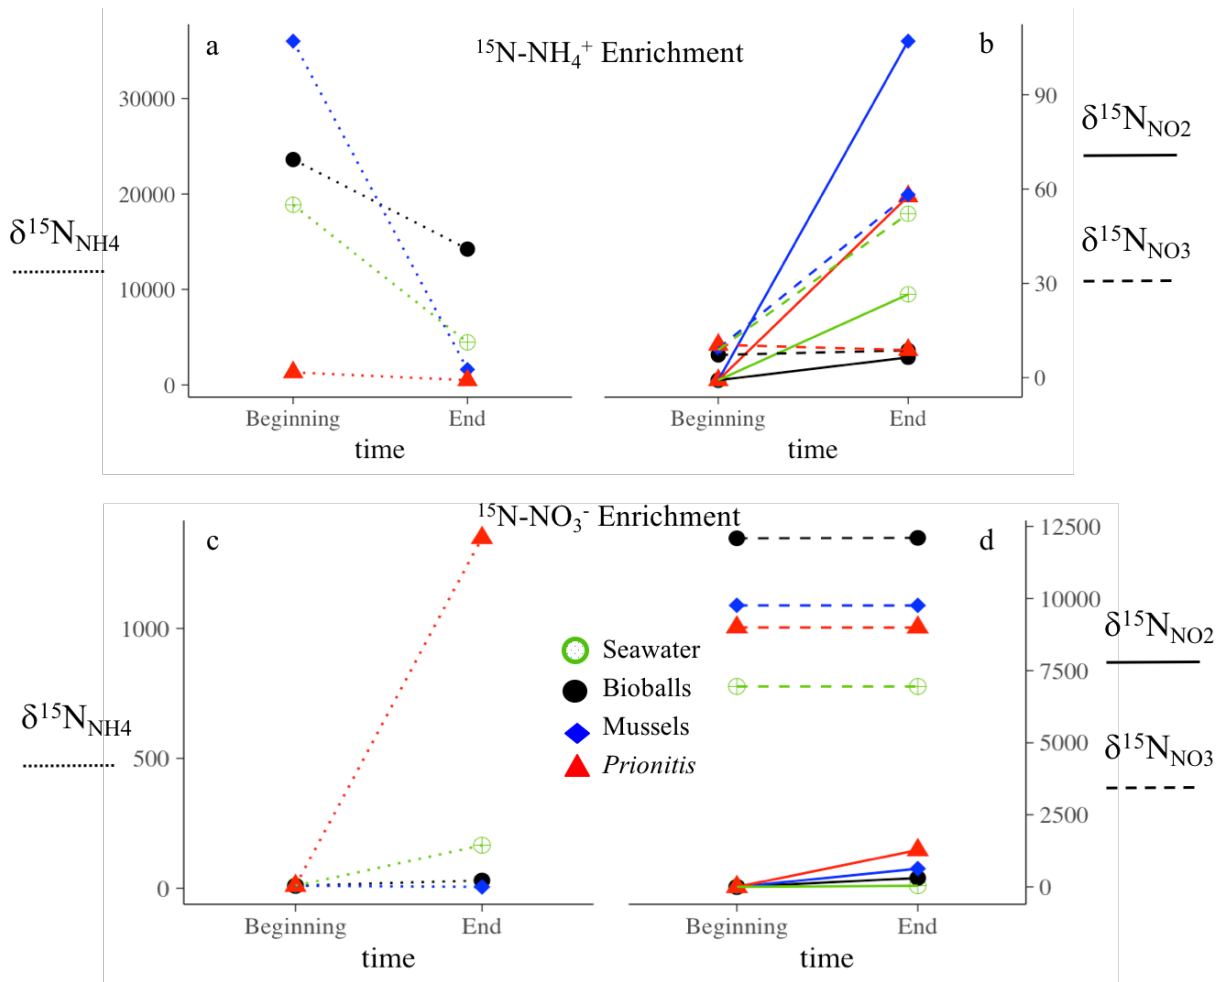 a
¹⁵N-NH₄⁺ Enrichment
b
30000
20000
10000
0
δ¹⁵N_NH4
90
60
30
0
δ¹⁵N_NO2
δ¹⁵N_NO3
Beginning
End
time
Beginning
End
time
¹⁵N-NO₃⁻ Enrichment
c
d
1000
500
0
δ¹⁵N_NH4
Seawater
Bioballs
Mussels
Prionitis
12500
10000
7500
5000
2500
0
δ¹⁵N_NO2
δ¹⁵N_NO3
Beginning
End
time
Beginning
End
time